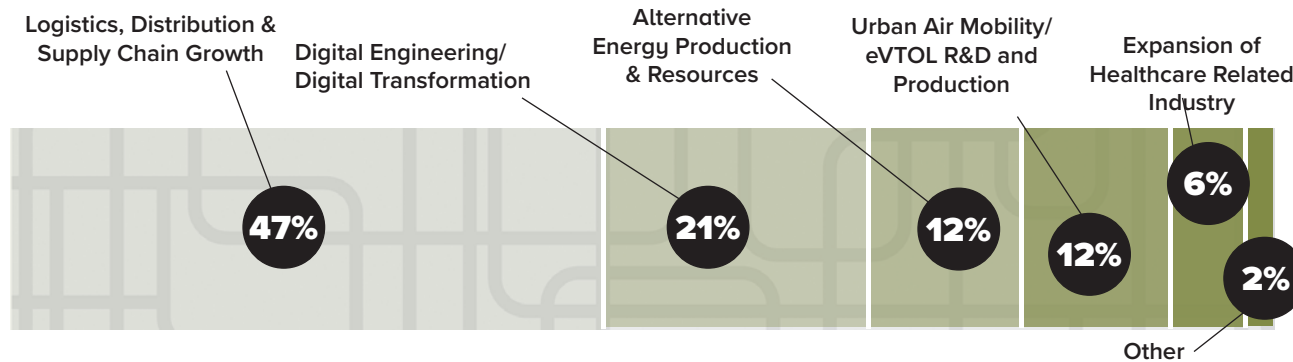 Logistics, Distribution &
Supply Chain Growth
Digital Engineering/
Digital Transformation
Alternative
Energy Production
& Resources
Urban Air Mobility/
eVTOL R&D and
Production
Expansion of
Healthcare Related
Industry
47%
21%
12%
12%
6%
2%
Other